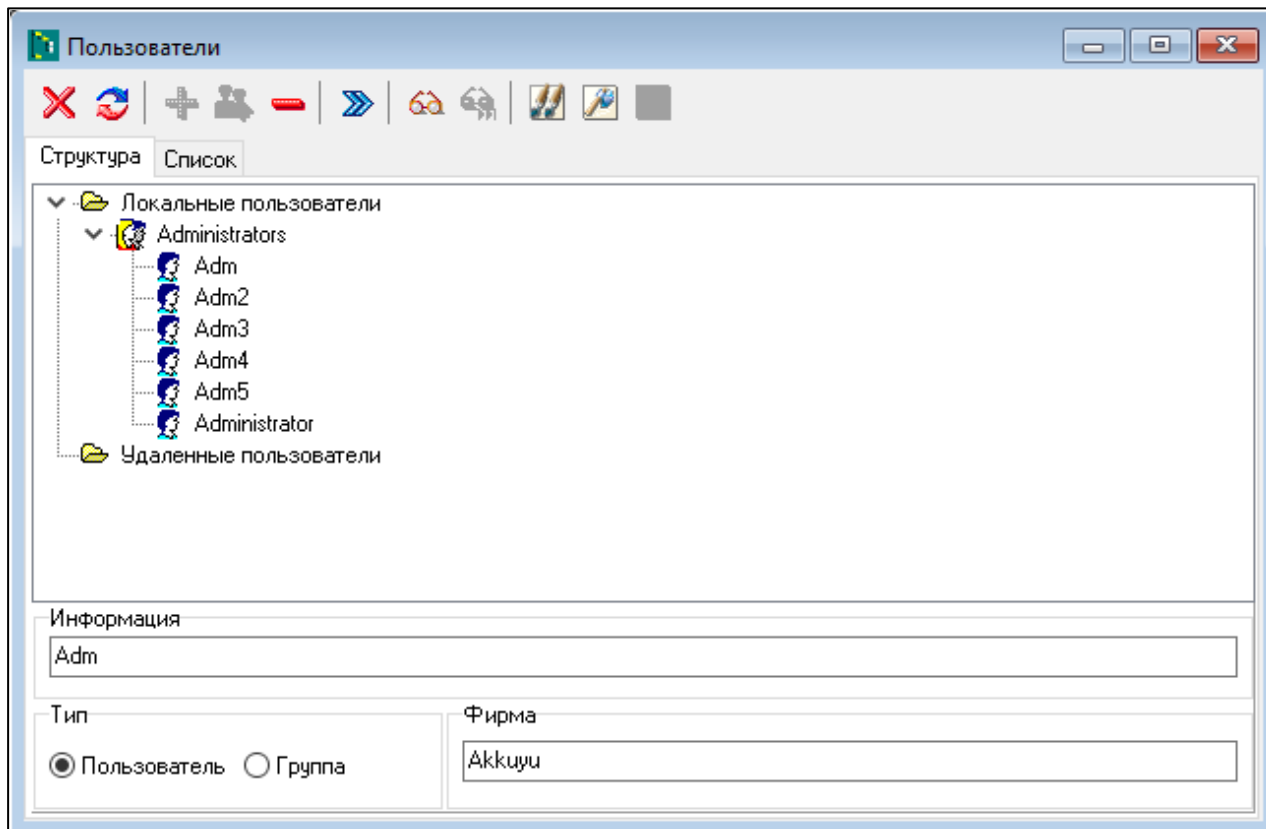 Пользователи
Структура Список
Локальные пользователи
Administrators
Adm
Adm2
Adm3
Adm4
Adm5
Administrator
Удаленные пользователи
Информация
Adm
Тип Фирма
Пользователь Группа Akkuyu